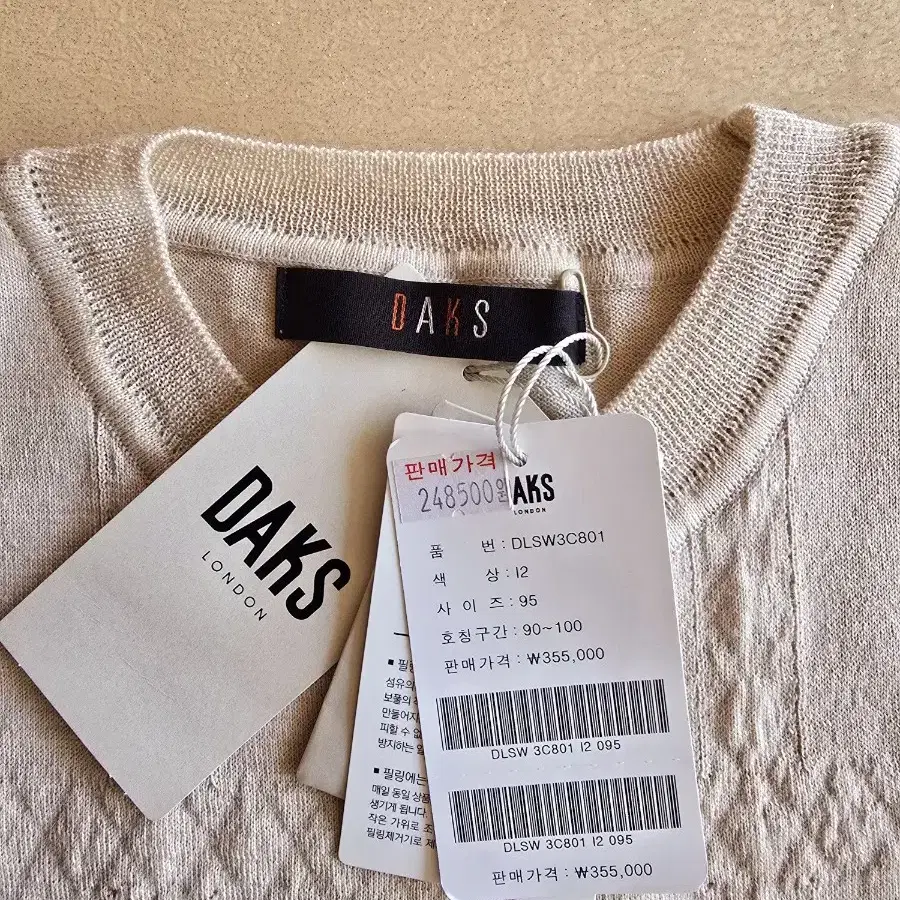 DAKS
DAKS
LONDON
판매가격
248500원
AKS
LONDON
품 번 : DLSW3C801
색 상 : I2
사 이 즈 : 95
호칭구간 : 90~100
판매가격 : ₩355,000
DLSW 3C801 I2 095
DLSW 3C801 I2 095
판매가격 : ₩355,000
■ 필링
섬유의
보풀의
만들어지
피할 수 없
방지하는
■ 필링에는
매일 동일 상품
생기게 됩니다.
작은 가위로 조
필링제거기로 제